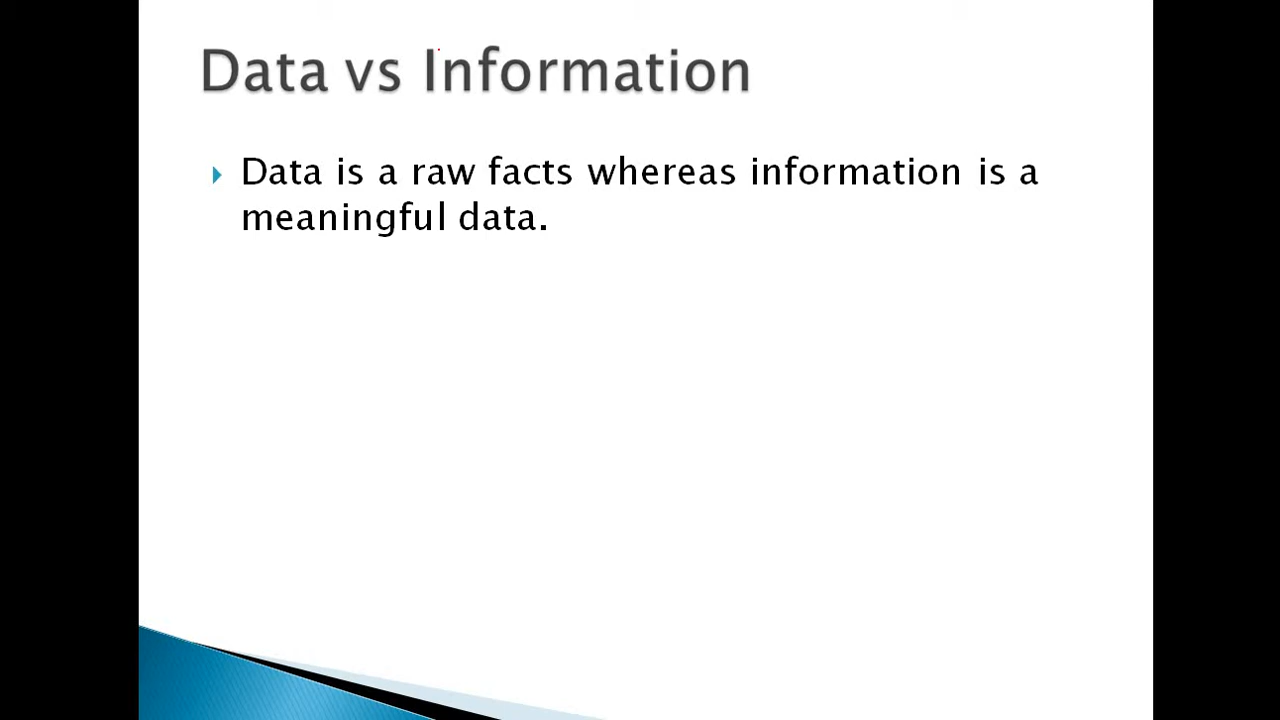 Data vs Information
Data is a raw facts whereas information is a
meaningful data.